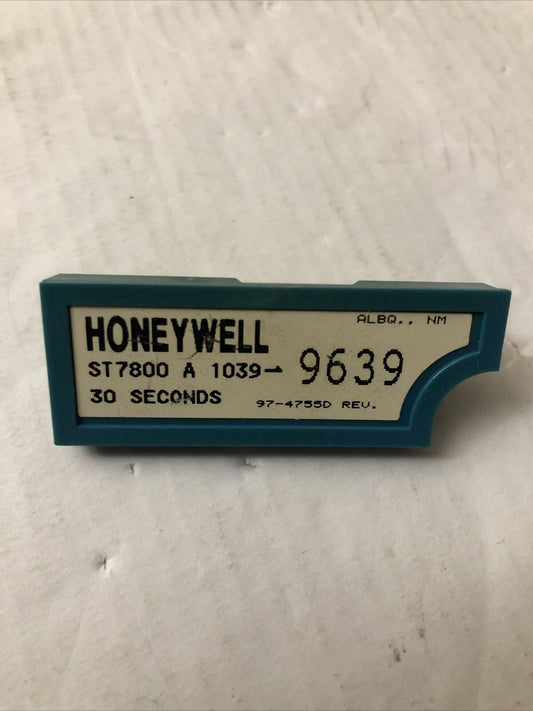 ALBQ., NM
HONEYWELL
ST7800 A 1039- 9639
30 SECONDS
97-4755D REV.